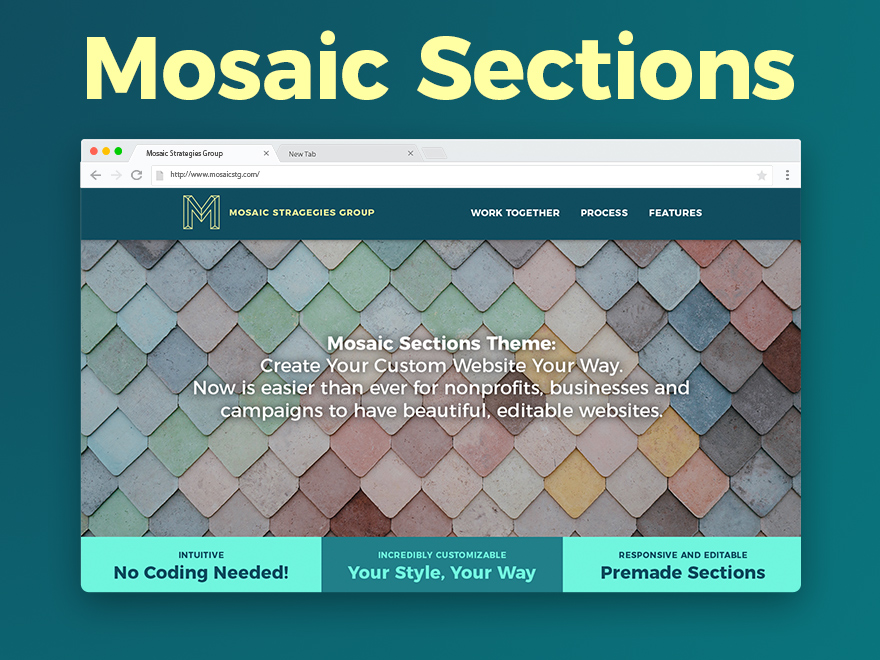 Mosaic Sections
Mosaic Strategies Group
New Tab
http://www.mosaicstg.com/
MOSAIC STRAGEGIES GROUP
WORK TOGETHER PROCESS FEATURES
Mosaic Sections Theme:
Create Your Custom Website Your Way.
Now is easier than ever for nonprofits, businesses and
campaigns to have beautiful, editable websites.
INTUITIVE
No Coding Needed!
INCREDIBLY CUSTOMIZABLE
Your Style, Your Way
RESPONSIVE AND EDITABLE
Premade Sections